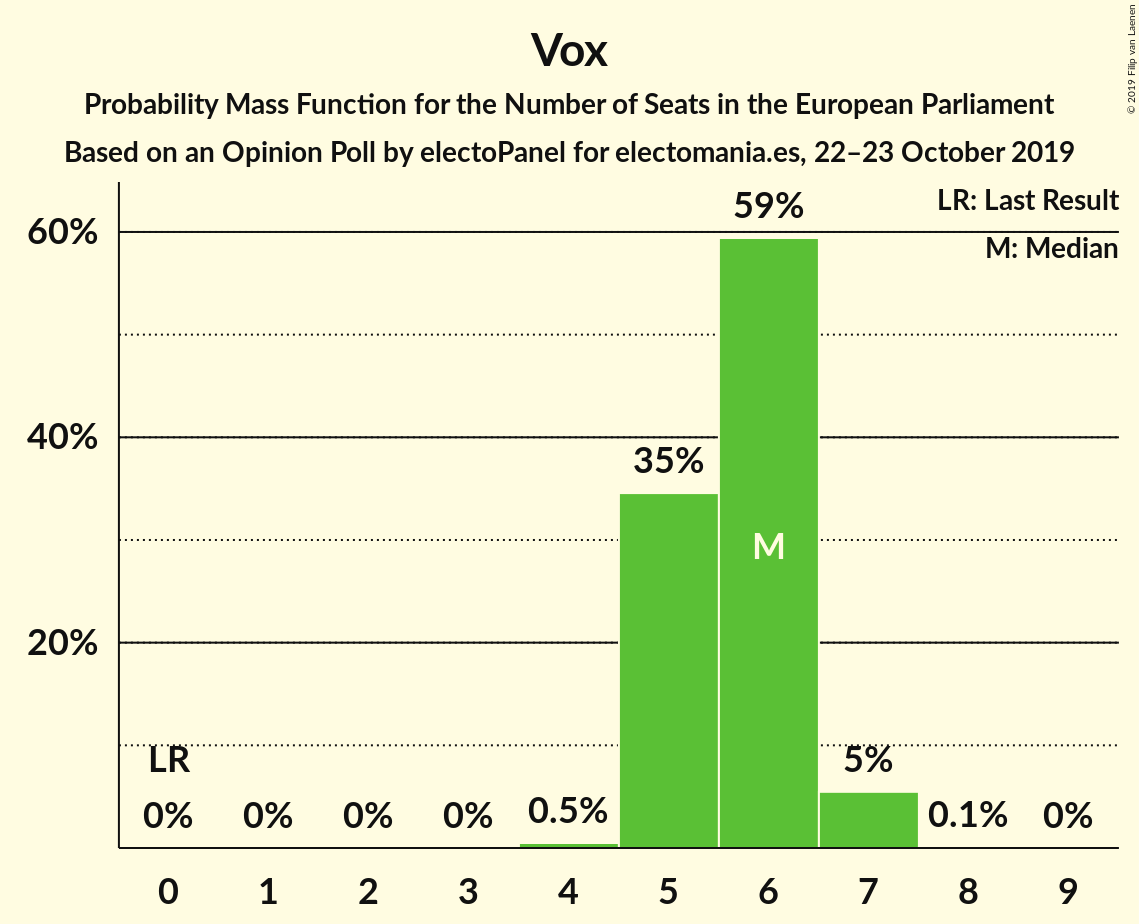 Vox
Probability Mass Function for the Number of Seats in the European Parliament
Based on an Opinion Poll by electoPanel for electomania.es, 22–23 October 2019
© 2019 Filip van Laenen
LR: Last Result
M: Median
60%
40%
20%
59%
35%
M
LR
0%
0%
0%
0%
0.5%
5%
0.1%
0%
0 1 2 3 4 5 6 7 8 9